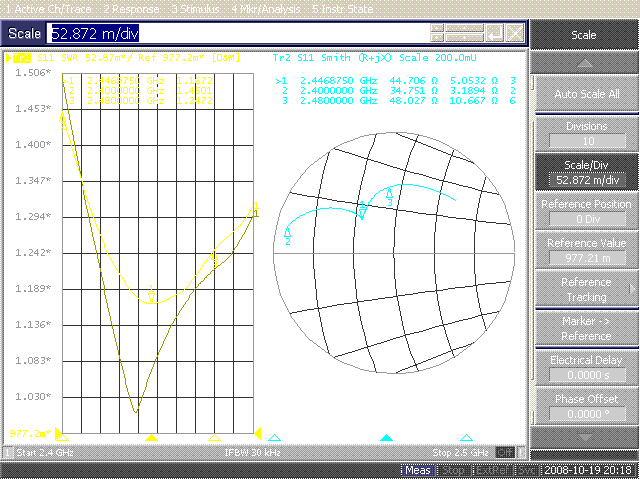 1 Active Ch/Trace 2 Response 3 Stimulus 4 Mkr/Analysis 5 Instr State
Scale 52.872 m/div
Tr2 S11 Smith (R+jX) Scale 200.0mU
>1 2.4468750 GHz 44.706 Ω 5.0532 Ω 3
2 2.4000000 GHz 34.751 Ω 3.1894 Ω 2
3 2.4800000 GHz 48.027 Ω 10.667 Ω 6
S11 SWR 52.87m*/ Ref 977.2m*
>1 2.4468750 GHz
2 2.4000000 GHz
3 2.4800000 GHz
1.506*
1.453*
1.400*
1.347*
1.294*
1.242*
1.189*
1.136*
1.083*
1.030*
977.2m*
1
2
3
1 Start 2.4 GHz IFBW 30 kHz Stop 2.5 GHz Off !
Scale
Auto Scale All
Divisions
10
Scale/Div
52.872 m/div
Reference Position
0 Div
Reference Value
977.21 m
Reference
Tracking
Marker ->
Reference
Electrical Delay
0.0000 s
Phase Offset
0.0000 °
Meas Stop ExtRef Svc 2008-10-19 20:18